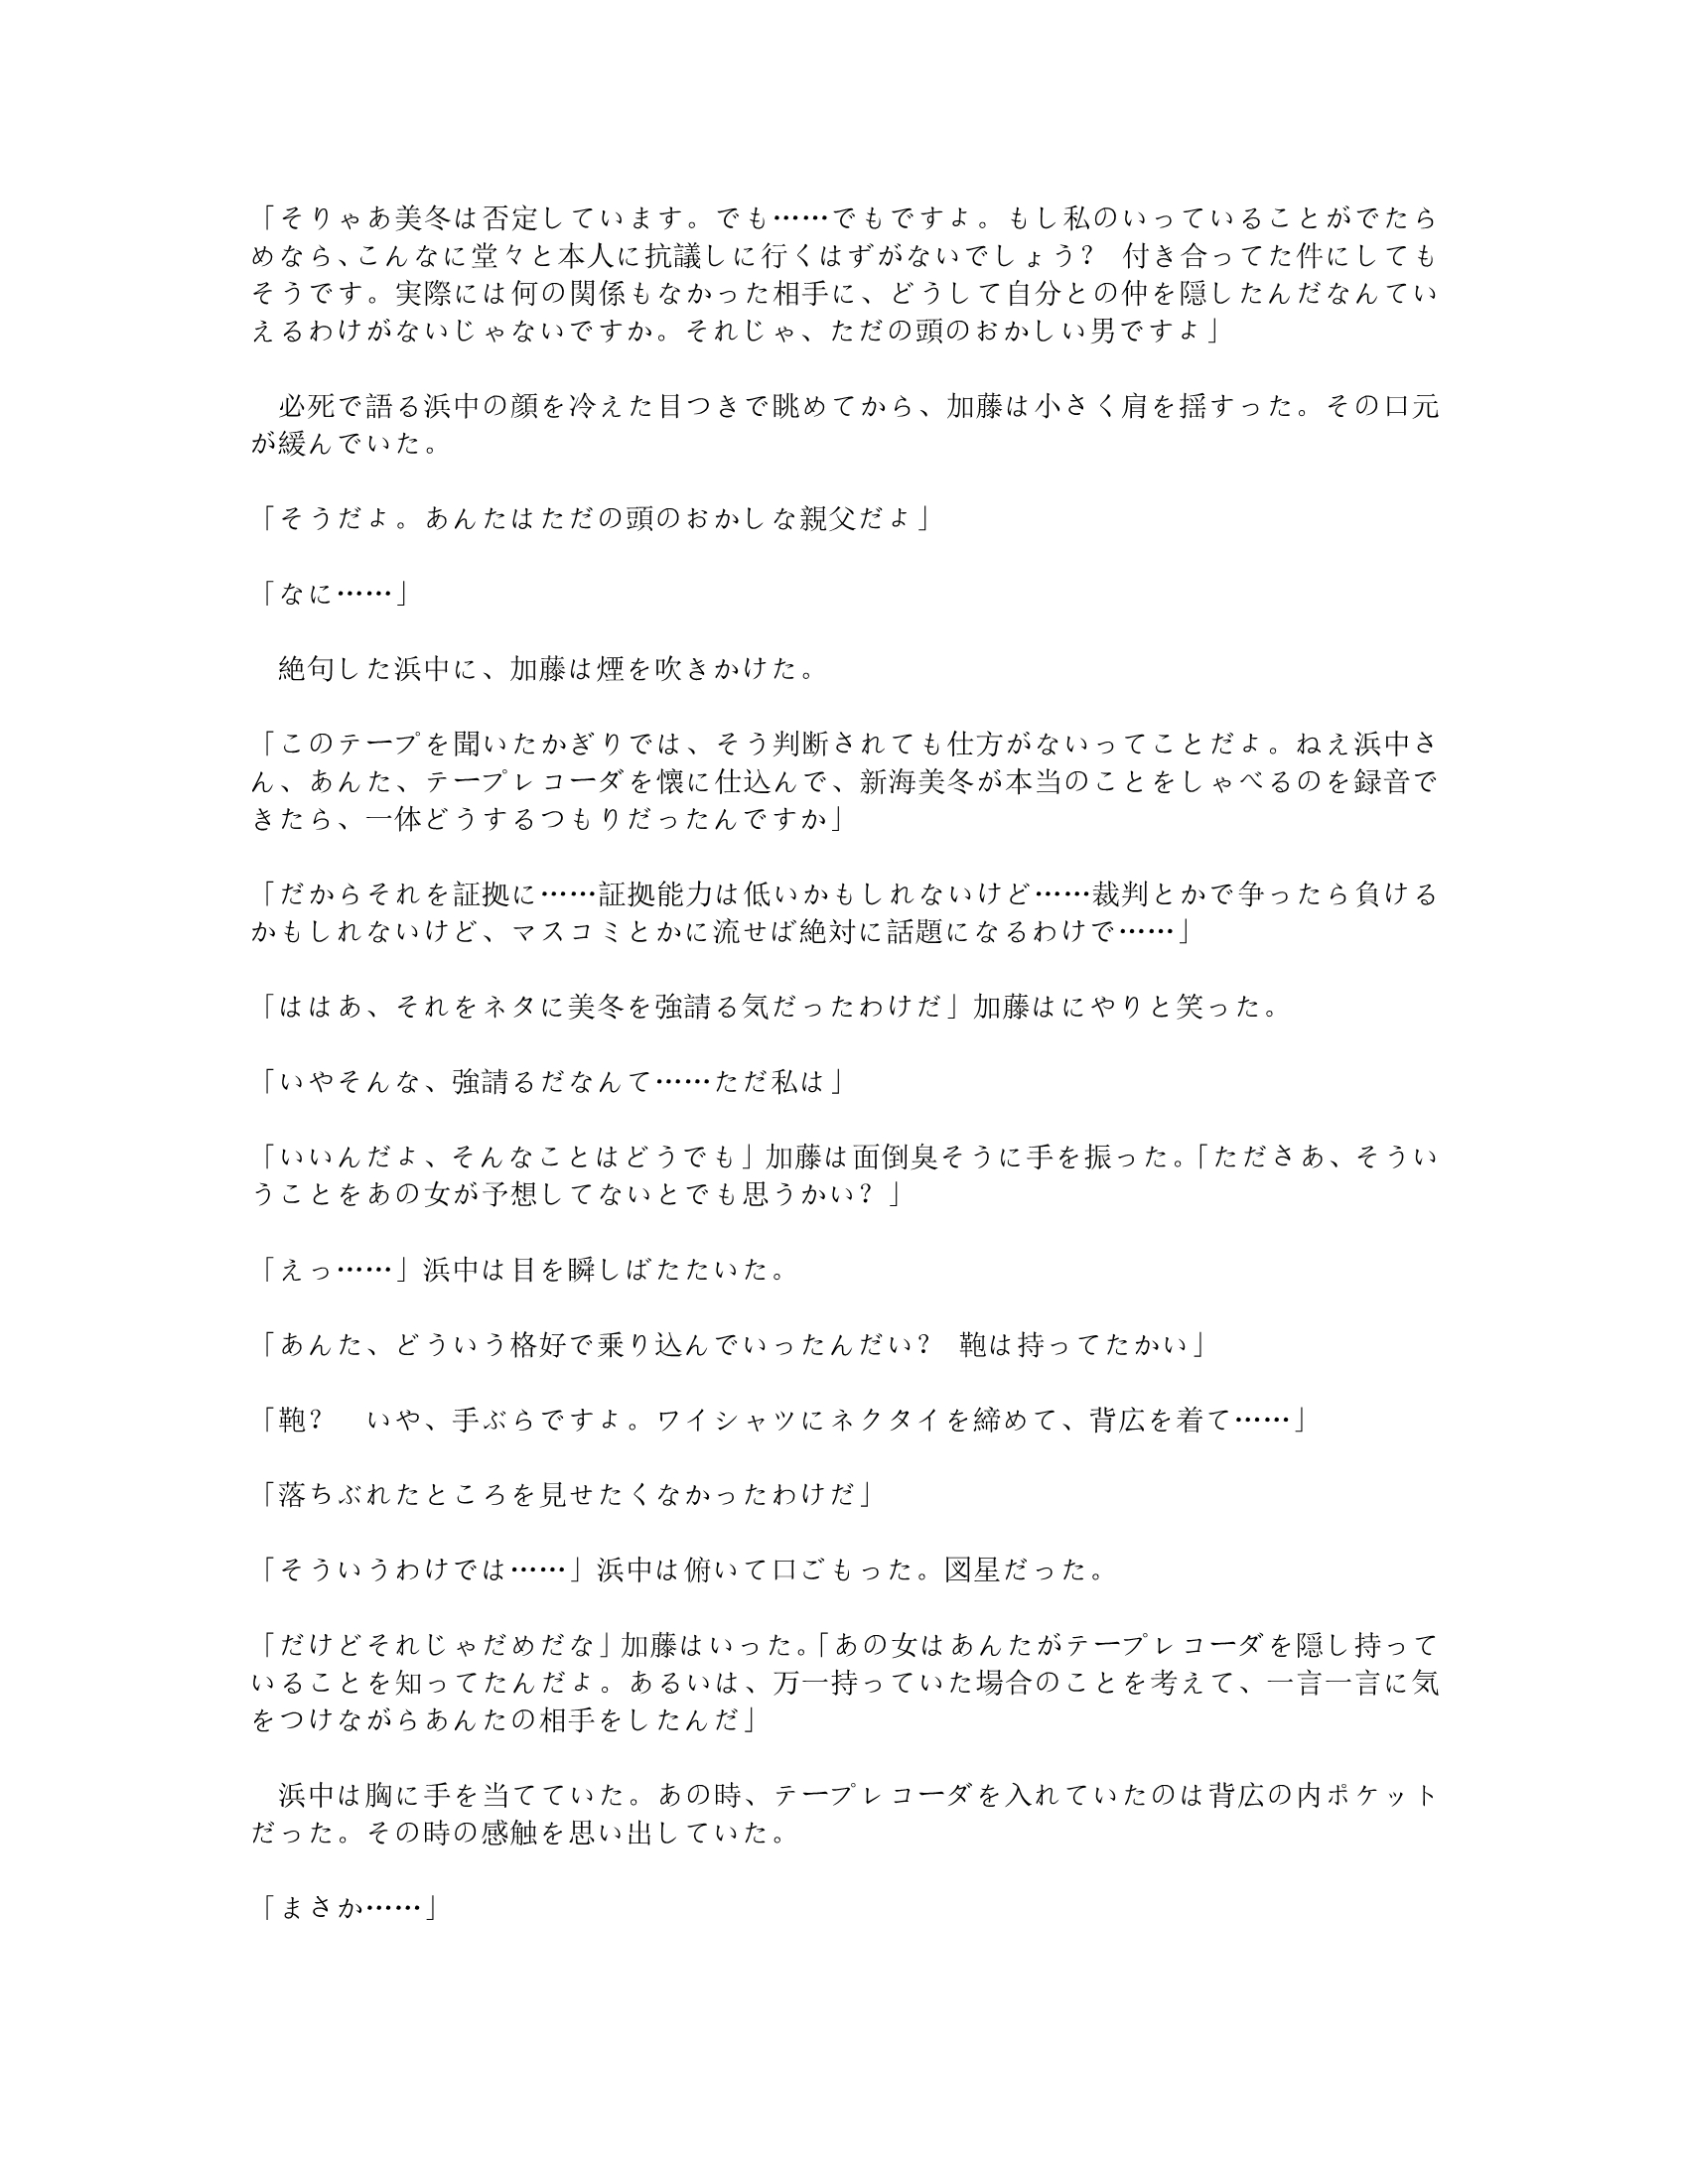 「そりゃあ美冬は否定しています。でも……でもですよ。もし私のいっていることがでたら
めなら、こんなに堂々と本人に抗議しに行くはずがないでしょう?　付き合ってた件にしても
そうです。実際には何の関係もなかった相手に、どうして自分との仲を隠したんだなんてい
えるわけがないじゃないですか。それじゃ、ただの頭のおかしい男ですよ」
　必死で語る浜中の顔を冷えた目つきで眺めてから、加藤は小さく肩を揺すった。その口元
が緩んでいた。
「そうだよ。あんたはただの頭のおかしな親父だよ」
「なに……」
　絶句した浜中に、加藤は煙を吹きかけた。
「このテープを聞いたかぎりでは、そう判断されても仕方がないってことだよ。ねえ浜中さ
ん、あんた、テープレコーダを懐に仕込んで、新海美冬が本当のことをしゃべるのを録音で
きたら、一体どうするつもりだったんですか」
「だからそれを証拠に……証拠能力は低いかもしれないけど……裁判とかで争ったら負ける
かもしれないけど、マスコミとかに流せば絶対に話題になるわけで……」
「ははあ、それをネタに美冬を強請る気だったわけだ」加藤はにやりと笑った。
「いやそんな、強請るだなんて……ただ私は」
「いいんだよ、そんなことはどうでも」加藤は面倒臭そうに手を振った。「たださあ、そうい
うことをあの女が予想してないとでも思うかい?」
「えっ……」浜中は目を瞬しばたたいた。
「あんた、どういう格好で乗り込んでいったんだい?　鞄は持ってたかい」
「鞄?　いや、手ぶらですよ。ワイシャツにネクタイを締めて、背広を着て……」
「落ちぶれたところを見せたくなかったわけだ」
「そういうわけでは……」浜中は俯いて口ごもった。図星だった。
「だけどそれじゃだめだな」加藤はいった。「あの女はあんたがテープレコーダを隠し持って
いることを知ってたんだよ。あるいは、万一持っていた場合のことを考えて、一言一言に気
をつけながらあんたの相手をしたんだ」
　浜中は胸に手を当てていた。あの時、テープレコーダを入れていたのは背広の内ポケット
だった。その時の感触を思い出していた。
「まさか……」